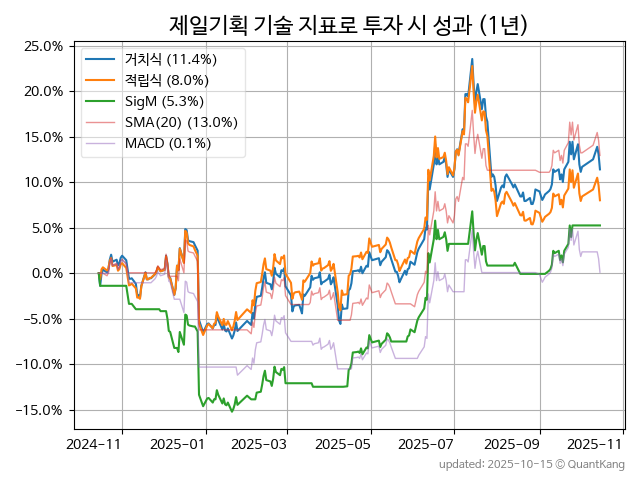 제일기획 기술 지표로 투자 시 성과 (1년)
25.0%
20.0%
15.0%
10.0%
5.0%
0.0%
−5.0%
−10.0%
−15.0%
거치식 (11.4%)
적립식 (8.0%)
SigM (5.3%)
SMA(20) (13.0%)
MACD (0.1%)
2024-11
2025-01
2025-03
2025-05
2025-07
2025-09
2025-11
updated: 2025-10-15 © QuantKang